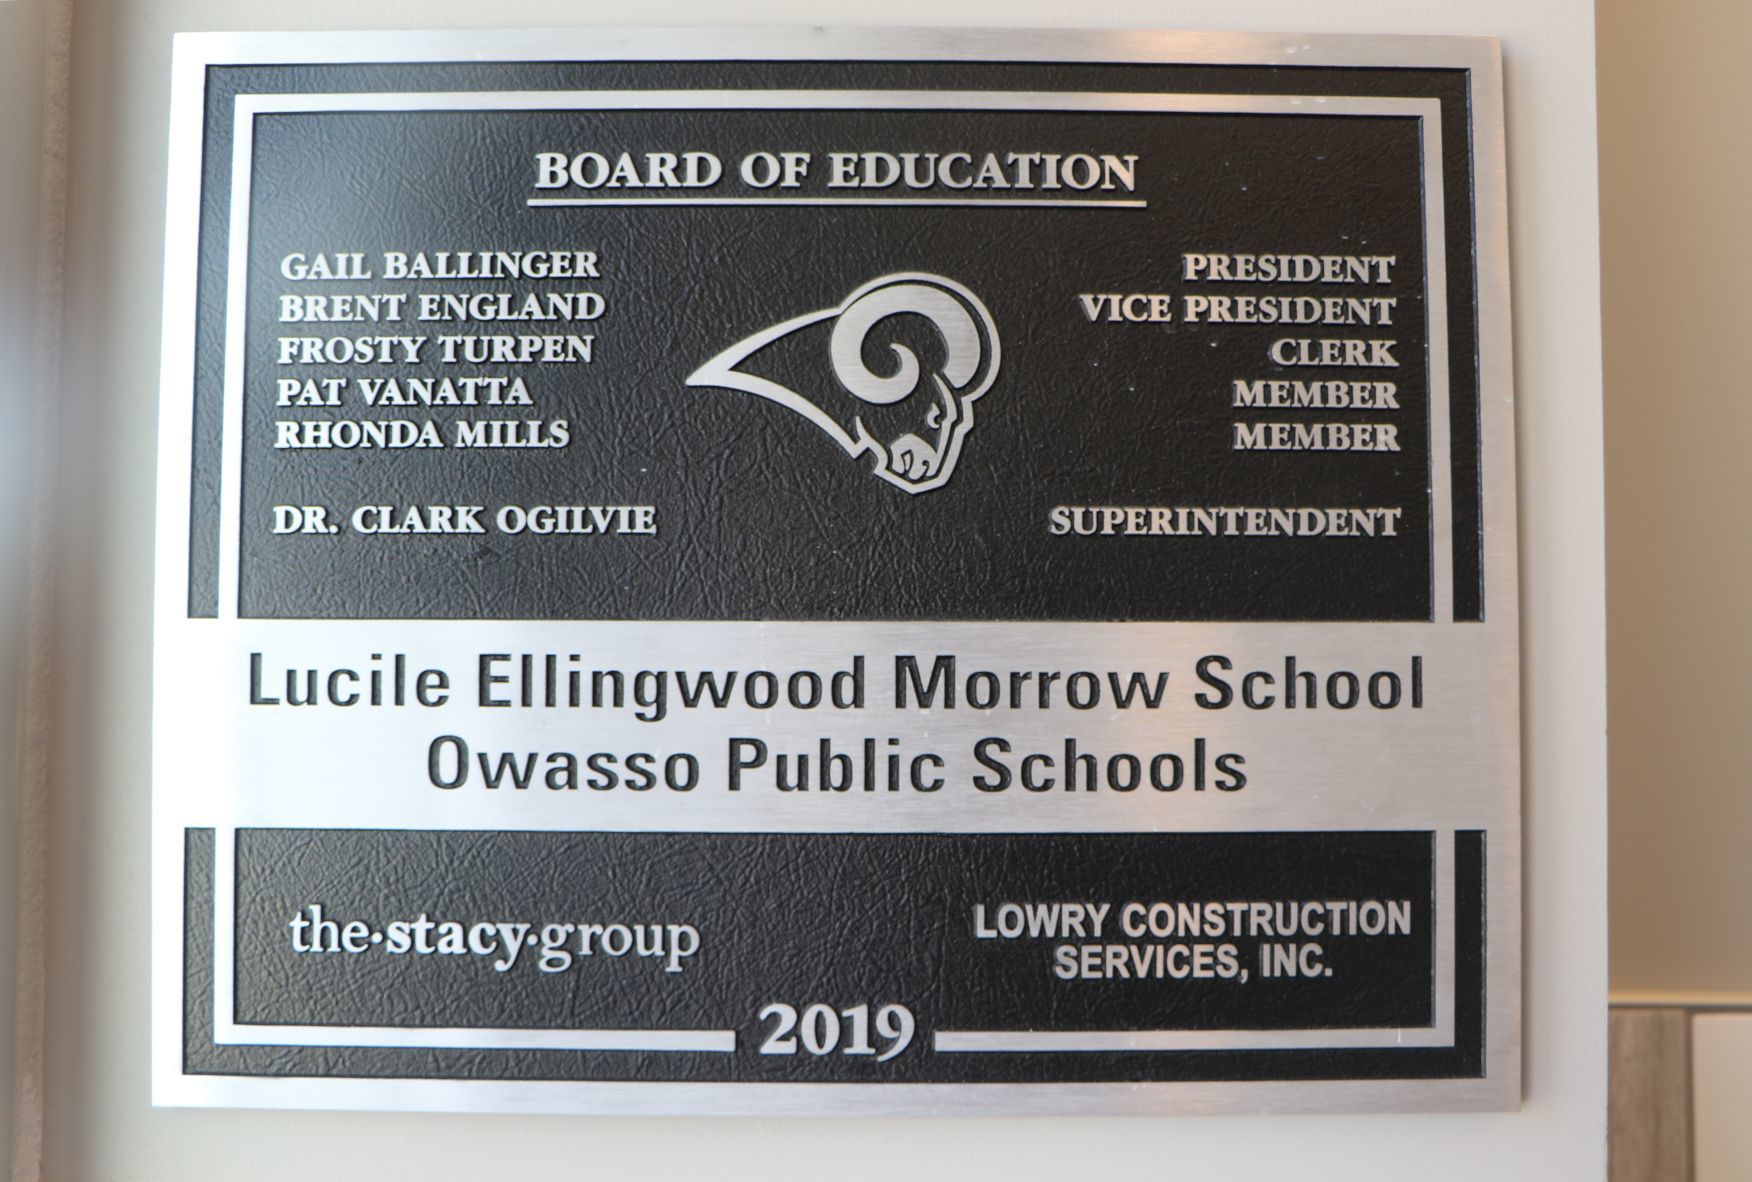 BOARD OF EDUCATION
GAIL BALLINGER PRESIDENT
BRENT ENGLAND VICE PRESIDENT
FROSTY TURPEN CLERK
PAT VANATTA MEMBER
RHONDA MILLS MEMBER
DR. CLARK OGILVIE SUPERINTENDENT
Lucile Ellingwood Morrow School
Owasso Public Schools
the·stacy·group
LOWRY CONSTRUCTION
SERVICES, INC.
2019